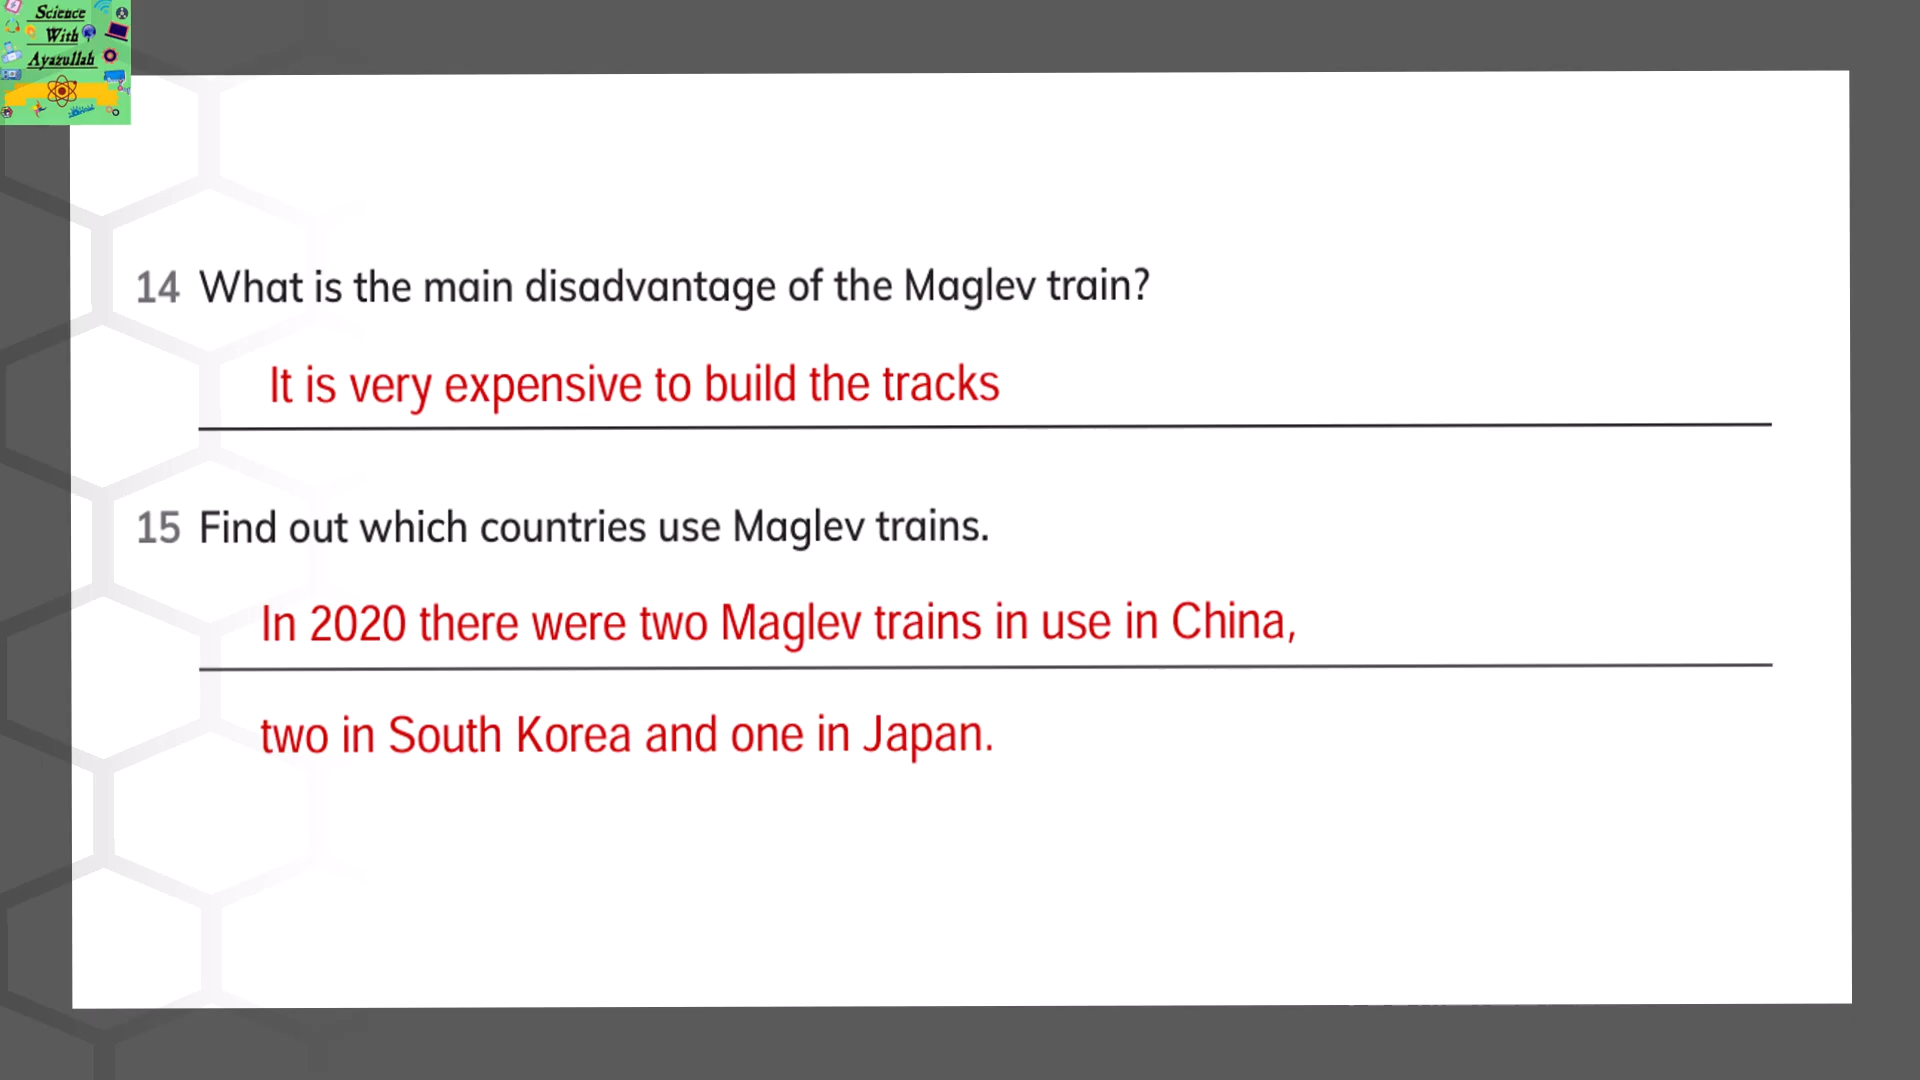 Science
With
Ayazullah
14 What is the main disadvantage of the Maglev train?
It is very expensive to build the tracks
15 Find out which countries use Maglev trains.
In 2020 there were two Maglev trains in use in China,
two in South Korea and one in Japan.